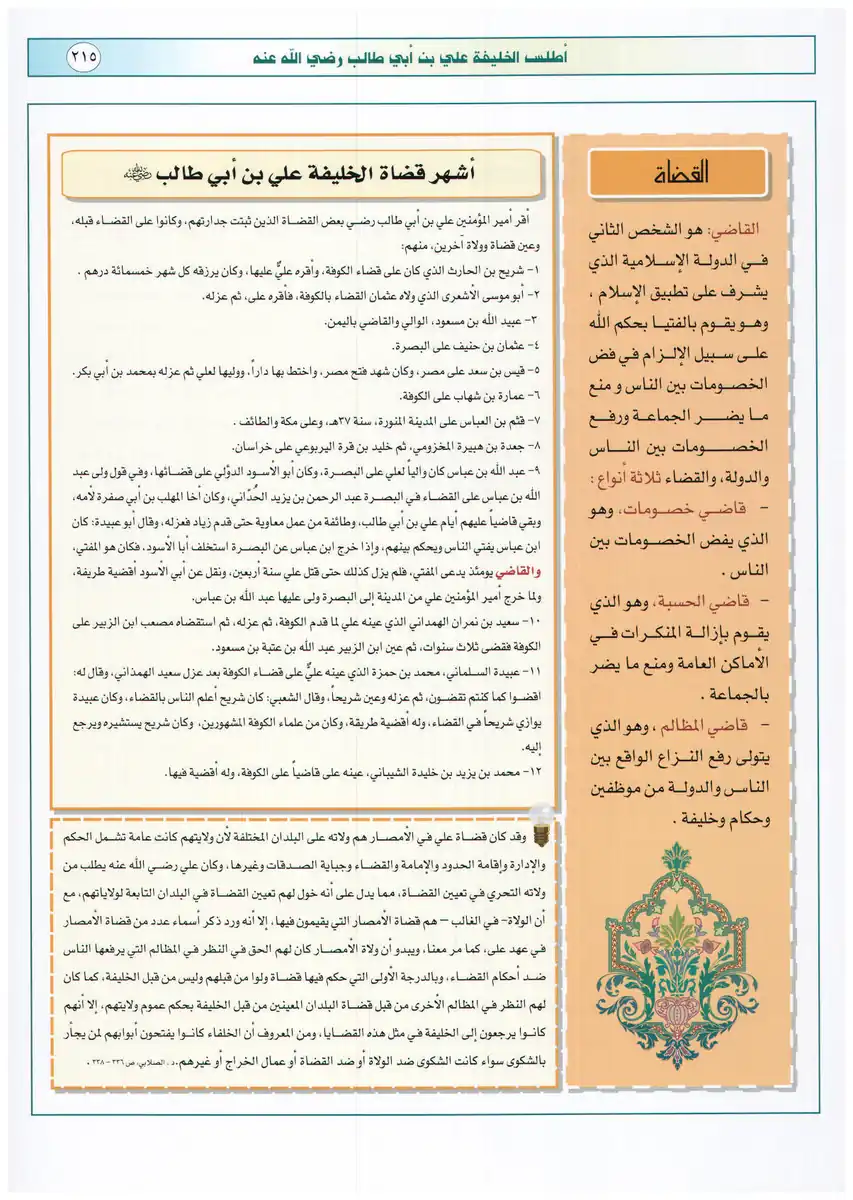 أطلس الخليفة علي بن أبي طالب رضي الله عنه
٢١٥
القضاة
القاضي: هو الشخص الثاني
في الدولة الإسلامية الذي
يشرف على تطبيق الإسلام ،
وهو يقوم بالفتيا بحكم الله
على سبيل الإلزام في فض
الخصومات بين الناس و منع
ما يضر الجماعة ورفع
الخصومات بين الناس
والدولة، والقضاء ثلاثة أنواع :
- قاضي خصومات، وهو
الذي يفض الخصومات بين
الناس .
- قاضي الحسبة، وهو الذي
يقوم بإزالة المنكرات في
الأماكن العامة ومنع ما يضر
بالجماعة .
- قاضي المظالم ، وهو الذي
يتولى رفع النزاع الواقع بين
الناس والدولة من موظفين
وحكام وخليفة .
أشهر قضاة الخليفة علي بن أبي طالب رضي الله عنه
أقر أمير المؤمنين علي بن أبي طالب رضي بعض القضاة الذين ثبتت جدارتهم، وكانوا على القضاء قبله،
وعين قضاة وولاة آخرين، منهم:
١- شريح بن الحارث الذي كان على قضاء الكوفة، وأقره عليٌّ عليها، وكان يرزقه كل شهر خمسمائة درهم .
٢- أبو موسى الأشعري الذي ولاه عثمان القضاء بالكوفة، فأقره على، ثم عزله.
٣- عبيد الله بن مسعود، الوالي والقاضي باليمن.
٤- عثمان بن حنيف على البصرة.
٥- قيس بن سعد على مصر، وكان شهد فتح مصر، واختط بها داراً، ووليها لعلي ثم عزله بمحمد بن أبي بكر.
٦- عمارة بن شهاب على الكوفة.
٧- قثم بن العباس على المدينة المنورة، سنة ٣٧هـ، وعلى مكة والطائف .
٨- جعدة بن هبيرة المخزومي، ثم خليد بن قرة اليربوعي على خراسان.
٩- عبد الله بن عباس كان والياً لعلي على البصرة، وكان أبو الأسود الدؤلي على قضائها، وفي قول ولى عبد
الله بن عباس على القضاء في البصرة عبد الرحمن بن يزيد الحُدّاني، وكان أخا المهلب بن أبي صفرة لأمه،
وبقي قاضياً عليهم أيام علي بن أبي طالب، وطائفة من عمل معاوية حتى قدم زياد فعزله، وقال أبو عبيدة: كان
ابن عباس يفتي الناس ويحكم بينهم، وإذا خرج ابن عباس عن البصرة استخلف أبا الأسود، فكان هو المفتي،
والقاضي يومئذ يدعى المفتي، فلم يزل كذلك حتى قتل علي سنة أربعين، ونقل عن أبي الأسود أقضية طريفة،
ولما خرج أمير المؤمنين علي من المدينة إلى البصرة ولى عليها عبد الله بن عباس.
١٠- سعيد بن نمران الهمداني الذي عينه علي لما قدم الكوفة، ثم عزله، ثم استقضاه مصعب ابن الزبير على
الكوفة فقضى ثلاث سنوات، ثم عين ابن الزبير عبد الله بن عتبة بن مسعود.
١١- عبيدة السلماني، محمد بن حمزة الذي عينه عليٌّ على قضاء الكوفة بعد عزل سعيد الهمذاني، وقال له:
اقضوا كما كنتم تقضون، ثم عزله وعين شريحاً، وقال الشعبي: كان شريح أعلم الناس بالقضاء، وكان عبيدة
يوازي شريحاً في القضاء، وله أقضية طريفة، وكان من علماء الكوفة المشهورين، وكان شريح يستشيره ويرجع
إليه.
١٢- محمد بن يزيد بن خليدة الشيباني، عينه على قاضياً على الكوفة، وله أقضية فيها.
وقد كان قضاة علي في الأمصار هم ولاته على البلدان المختلفة لأن ولايتهم كانت عامة تشمل الحكم
والإدارة وإقامة الحدود والإمامة والقضاء وجباية الصدقات وغيرها، وكان علي رضي الله عنه يطلب من
ولاته التحري في تعيين القضاة، مما يدل على أنه خول لهم تعيين القضاة في البلدان التابعة لولاياتهم، مع
أن الولاة- في الغالب – هم قضاة الأمصار التي يقيمون فيها، إلا أنه ورد ذكر أسماء عدد من قضاة الأمصار
في عهد على، كما مر معنا، ويبدو أن ولاة الأمصار كان لهم الحق في النظر في المظالم التي يرفعها الناس
ضد أحكام القضاء، وبالدرجة الأولى التي حكم فيها قضاة ولوا من قبلهم وليس من قبل الخليفة، كما كان
لهم النظر في المظالم الأخرى من قبل قضاة البلدان المعينين من قبل الخليفة بحكم عموم ولايتهم، إلا أنهم
كانوا يرجعون إلى الخليفة في مثل هذه القضايا، ومن المعروف أن الخلفاء كانوا يفتحون أبوابهم لمن يجأر
بالشكوى سواء كانت الشكوى ضد الولاة أو ضد القضاة أو عمال الخراج أو غيرهم.د . الصلابي، ص ٣٣٦ - ٣٣٨ .